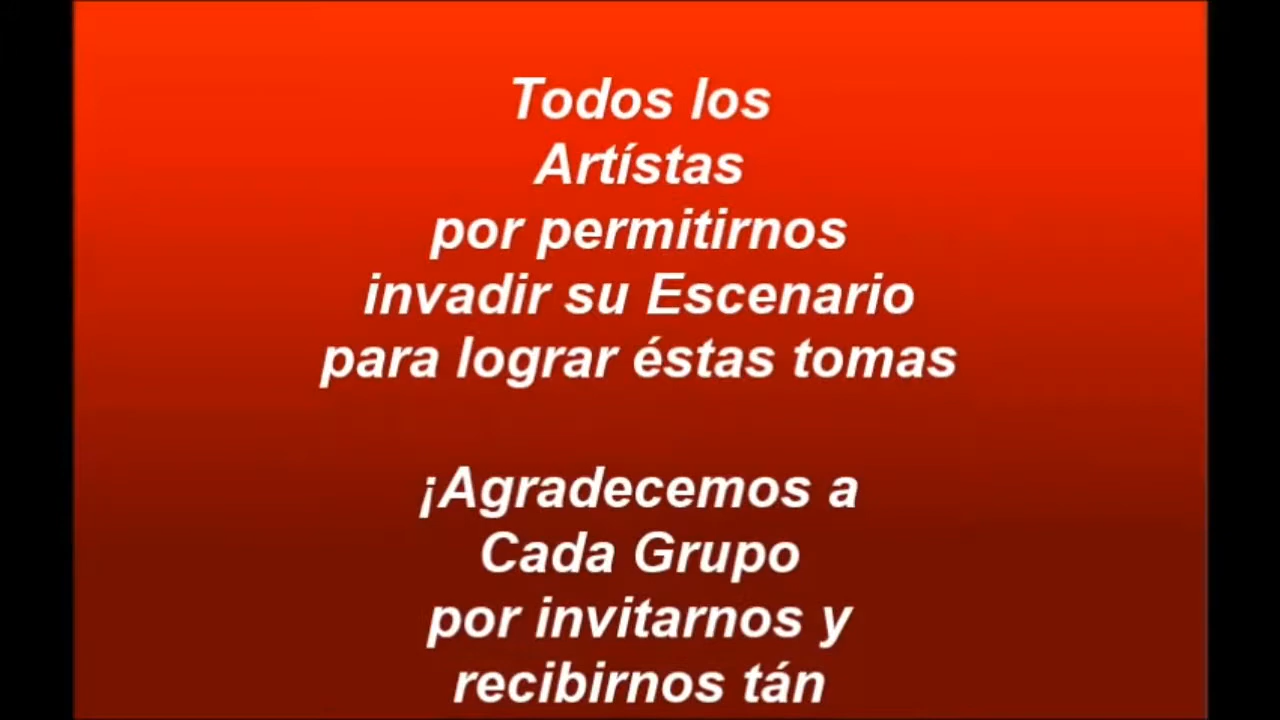 Todos los
Artístas
por permitirnos
invadir su Escenario
para lograr éstas tomas
¡Agradecemos a
Cada Grupo
por invitarnos y
recibirnos tán